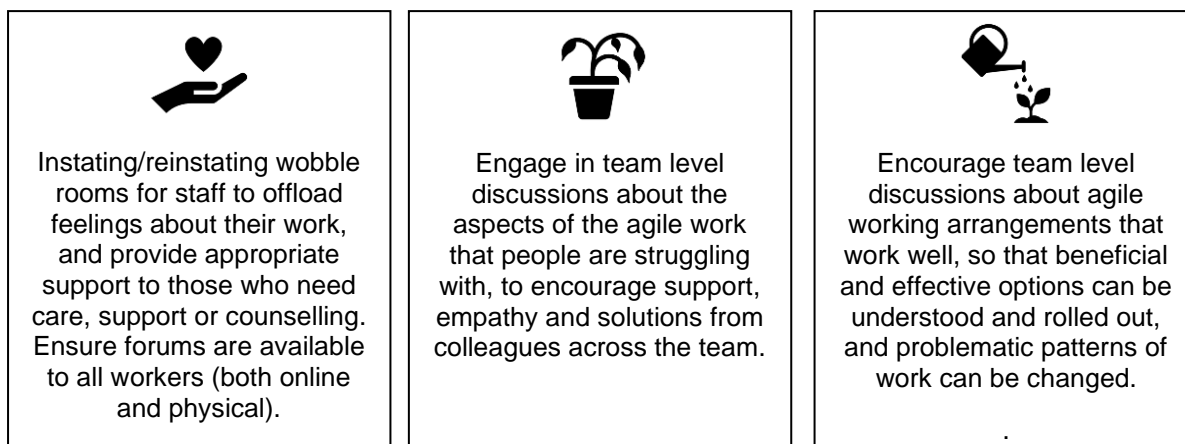 Instating/reinstating wobble
rooms for staff to offload
feelings about their work,
and provide appropriate
support to those who need
care, support or counselling.
Ensure forums are available
to all workers (both online
and physical).
Engage in team level
discussions about the
aspects of the agile work
that people are struggling
with, to encourage support,
empathy and solutions from
colleagues across the team.
Encourage team level
discussions about agile
working arrangements that
work well, so that beneficial
and effective options can be
understood and rolled out,
and problematic patterns of
work can be changed.
.